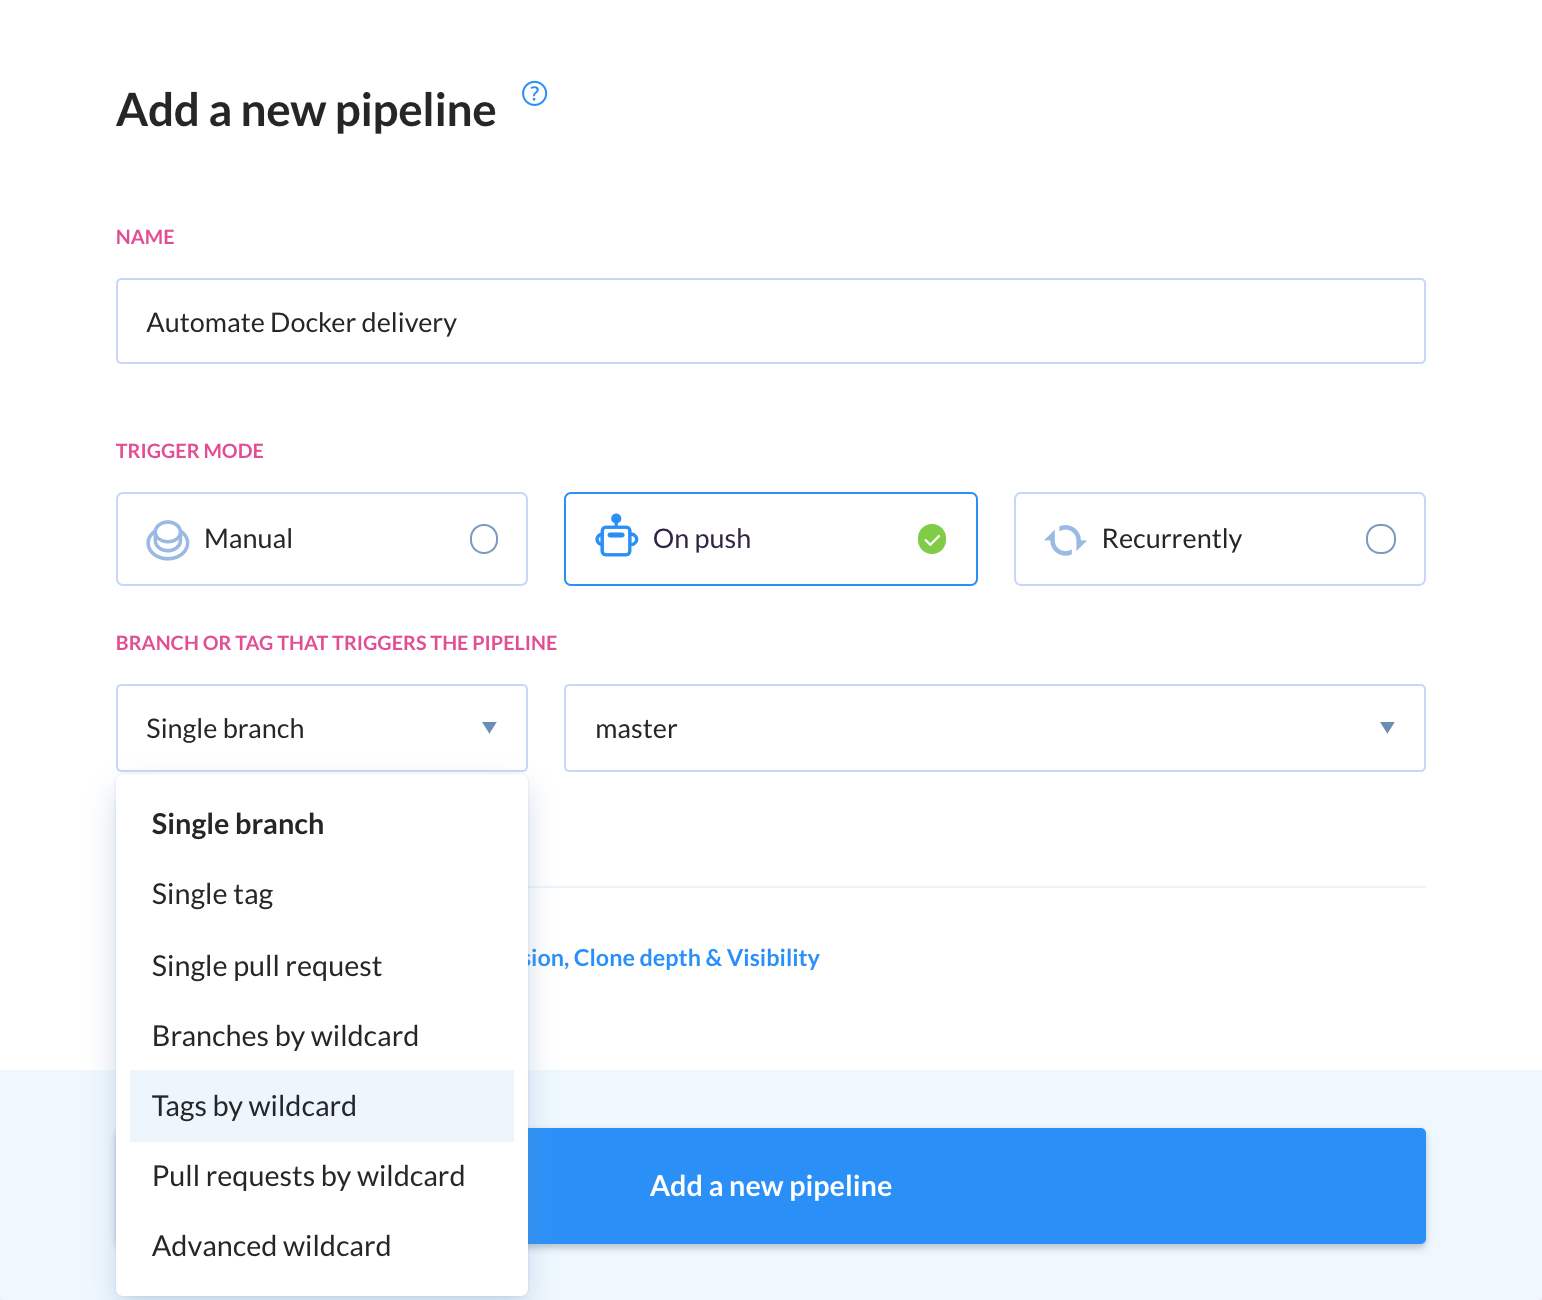 Add a new pipeline ?
NAME
Automate Docker delivery
TRIGGER MODE
Manual
On push
Recurrently
BRANCH OR TAG THAT TRIGGERS THE PIPELINE
Single branch
master
Single branch
Single tag
Single pull request
, Clone depth & Visibility
Branches by wildcard
Tags by wildcard
Pull requests by wildcard
Add a new pipeline
Advanced wildcard